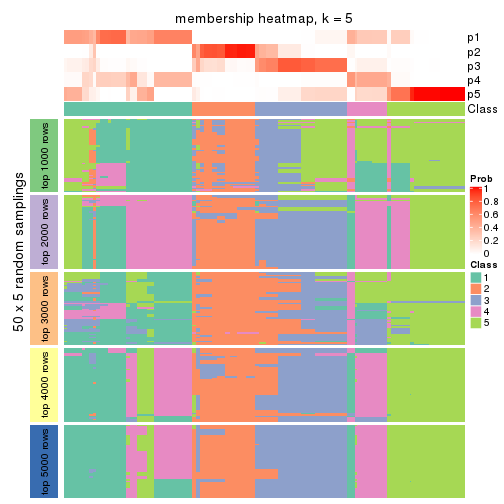 membership heatmap, k = 5
p1
p2
p3
p4
p5
Class
50 x 5 random samplings
top 1000 rows
top 2000 rows
top 3000 rows
top 4000 rows
top 5000 rows
Prob
1
0.8
0.6
0.4
0.2
0
Class
1
2
3
4
5